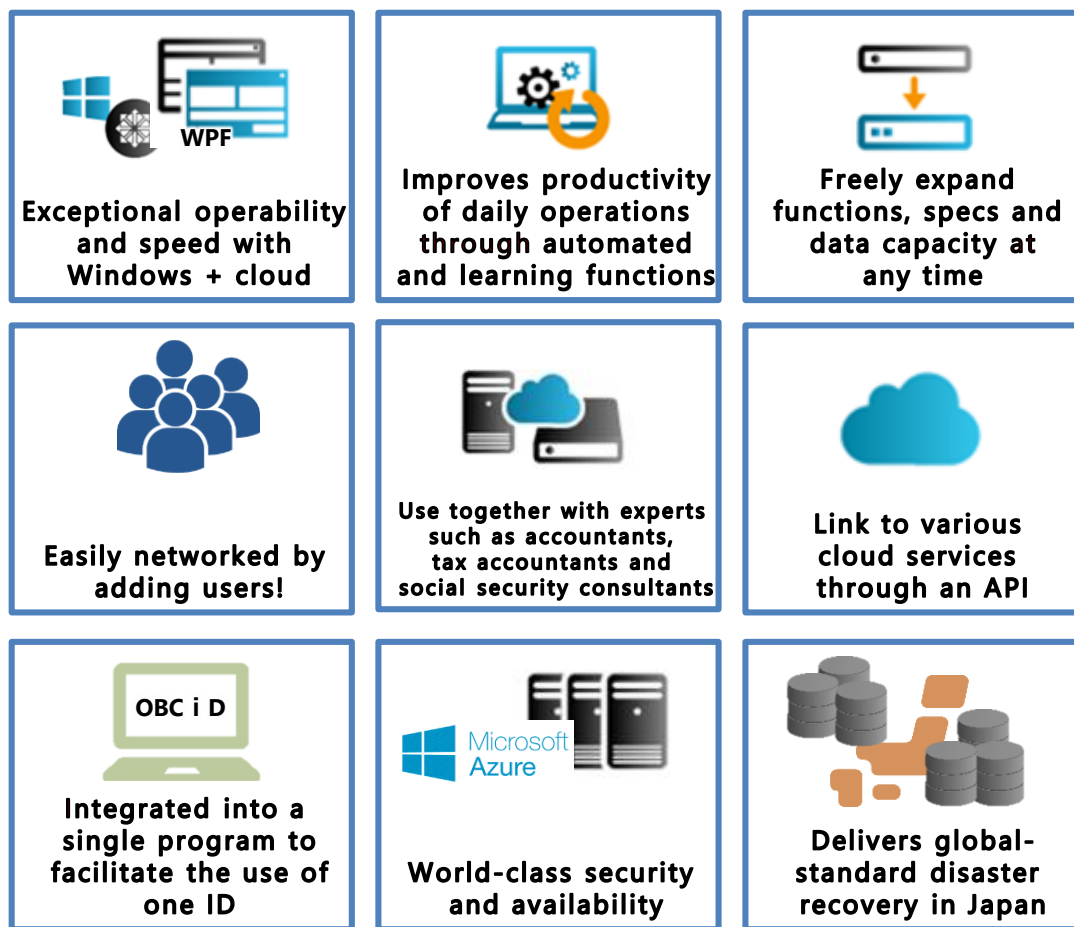 WPF
Exceptional operability
and speed with
Windows + cloud
Improves productivity
of daily operations
through automated
and learning functions
Freely expand
functions, specs and
data capacity at
any time
Easily networked by
adding users!
Use together with experts
such as accountants,
tax accountants and
social security consultants
Link to various
cloud services
through an API
OBC i D
Integrated into a
single program to
facilitate the use of
one ID
Microsoft
Azure
World-class security
and availability
Delivers global-
standard disaster
recovery in Japan